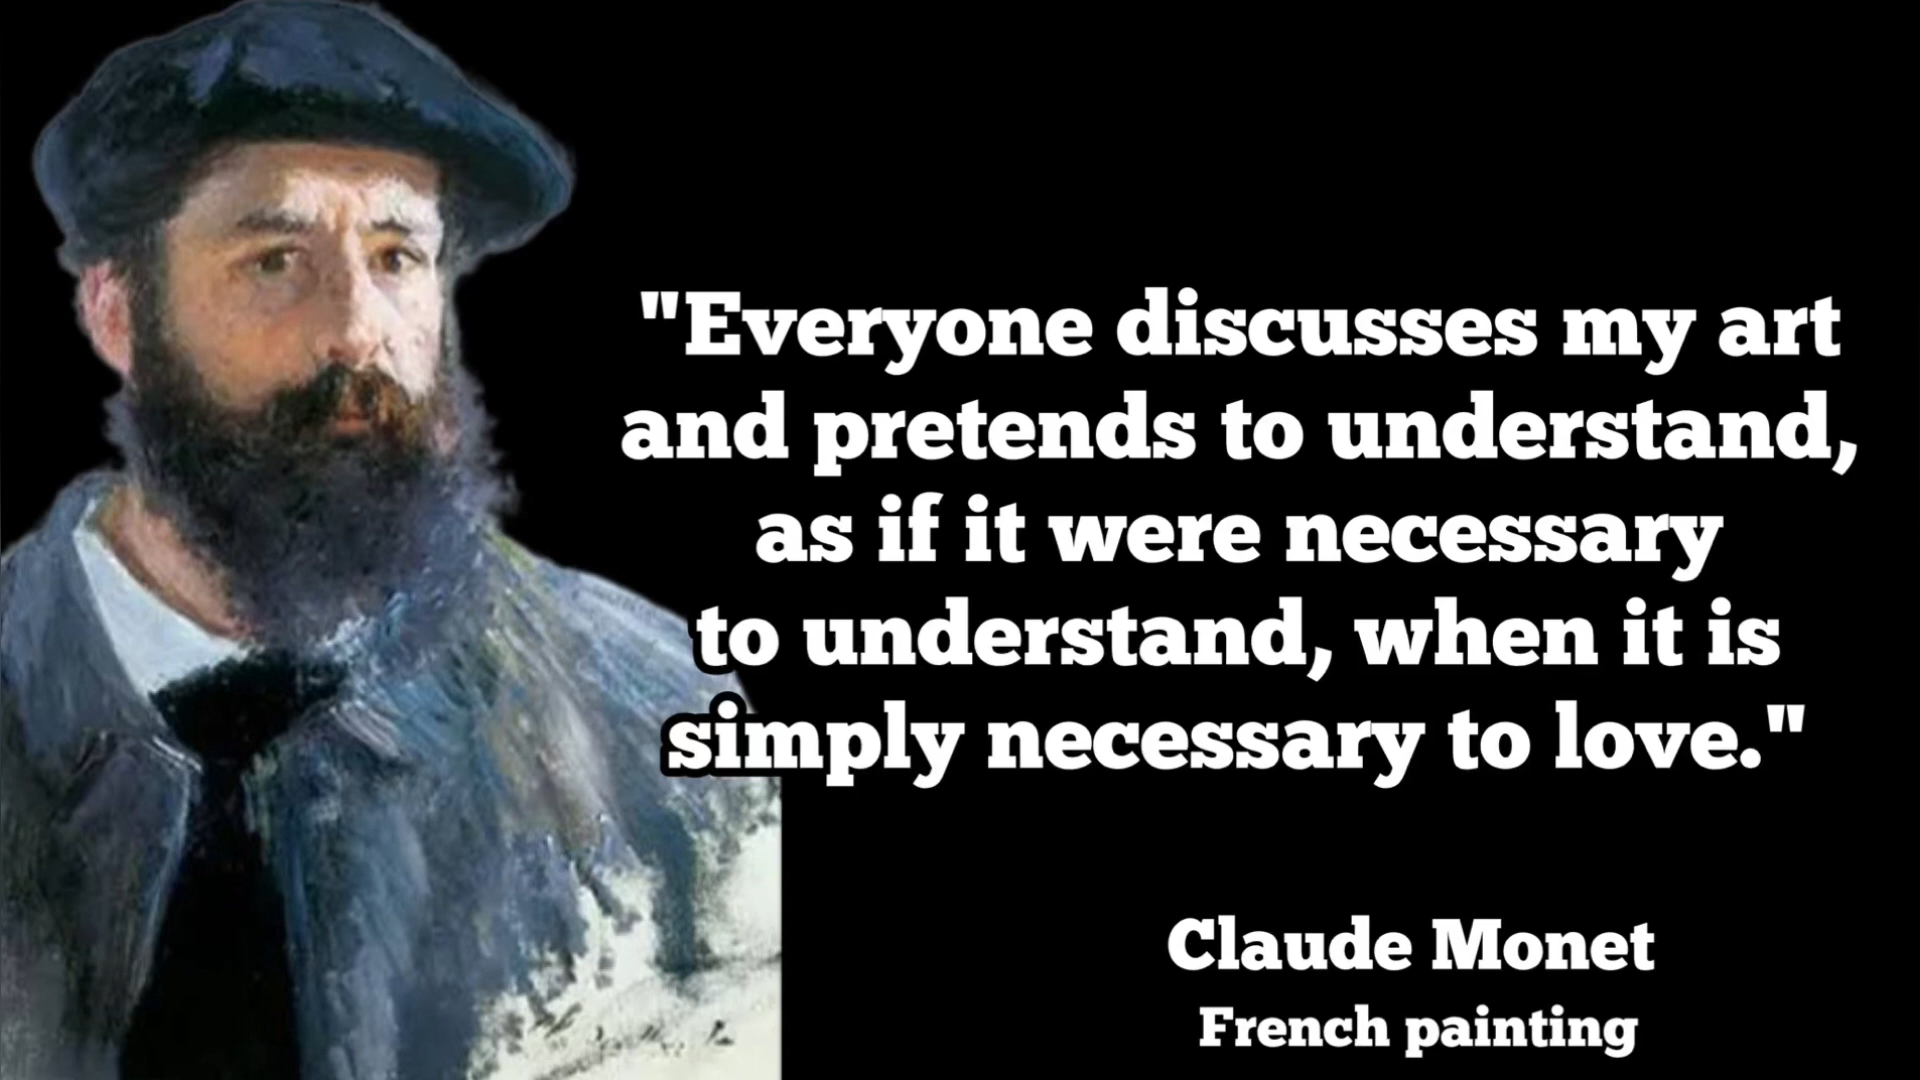 "Everyone discusses my art
and pretends to understand,
as if it were necessary
to understand, when it is
simply necessary to love."
Claude Monet
French painting